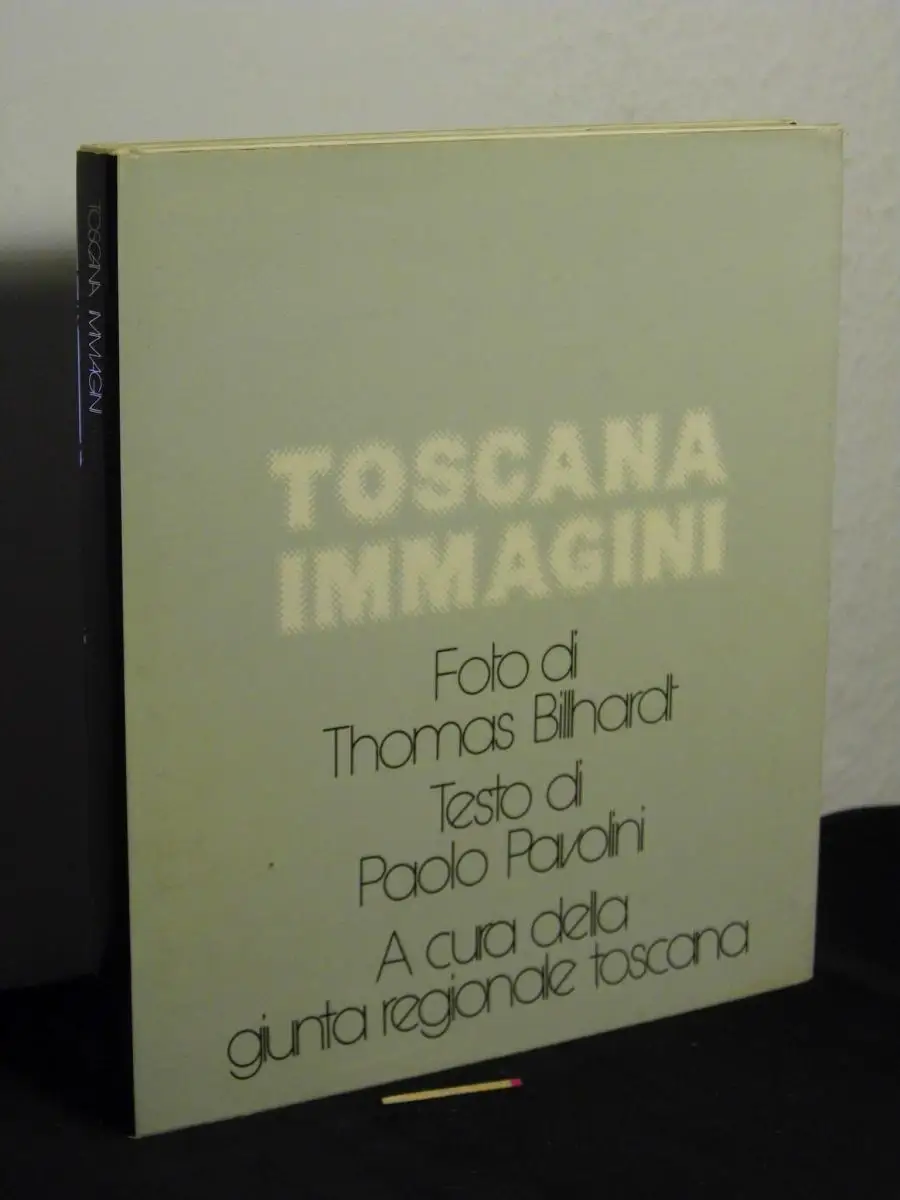 TOSCANA IMMAGINI
TOSCANA
IMMAGINI
Foto di
Thomas Billhardt
Testo di
Paolo Pavolini
A cura della
giunta regionale toscana